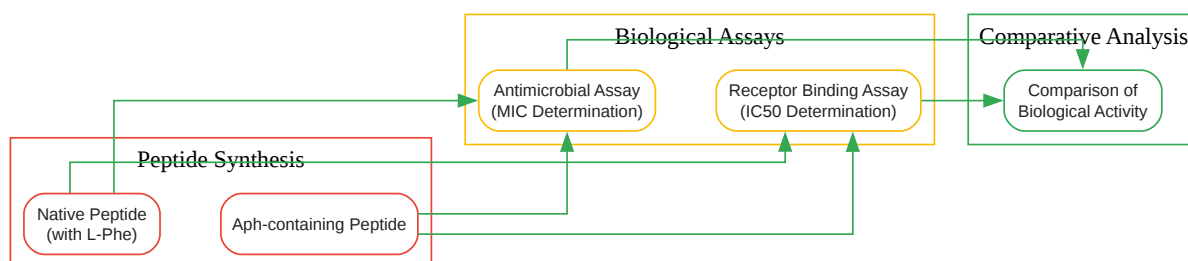 Biological Assays
Comparative Analysis
Antimicrobial Assay
(MIC Determination)
Receptor Binding Assay
(IC50 Determination)
Comparison of
Biological Activity
Peptide Synthesis
Native Peptide
(with L-Phe)
Aph-containing Peptide